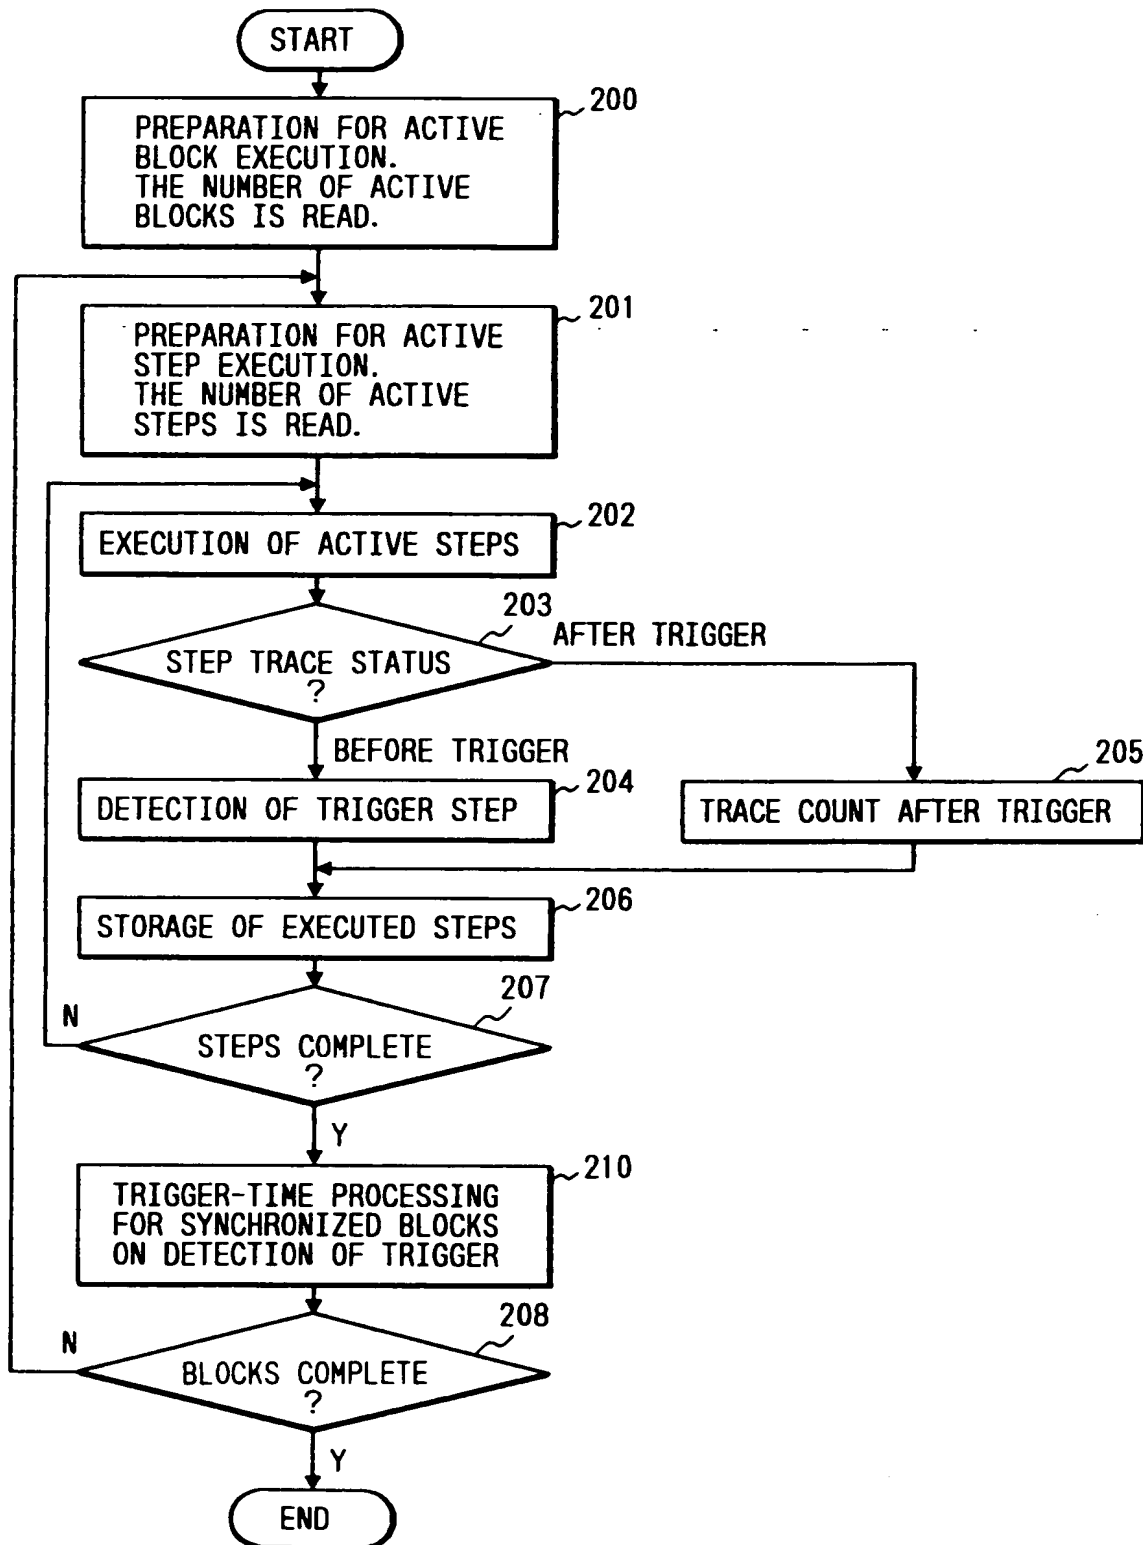 START
200
PREPARATION FOR ACTIVE
BLOCK EXECUTION.
THE NUMBER OF ACTIVE
BLOCKS IS READ.
201
PREPARATION FOR ACTIVE
STEP EXECUTION.
THE NUMBER OF ACTIVE
STEPS IS READ.
202
EXECUTION OF ACTIVE STEPS
203
AFTER TRIGGER
STEP TRACE STATUS
?
BEFORE TRIGGER
204
DETECTION OF TRIGGER STEP
205
TRACE COUNT AFTER TRIGGER
206
STORAGE OF EXECUTED STEPS
207
N
STEPS COMPLETE
?
Y
210
TRIGGER-TIME PROCESSING
FOR SYNCHRONIZED BLOCKS
ON DETECTION OF TRIGGER
208
N
BLOCKS COMPLETE
?
Y
END